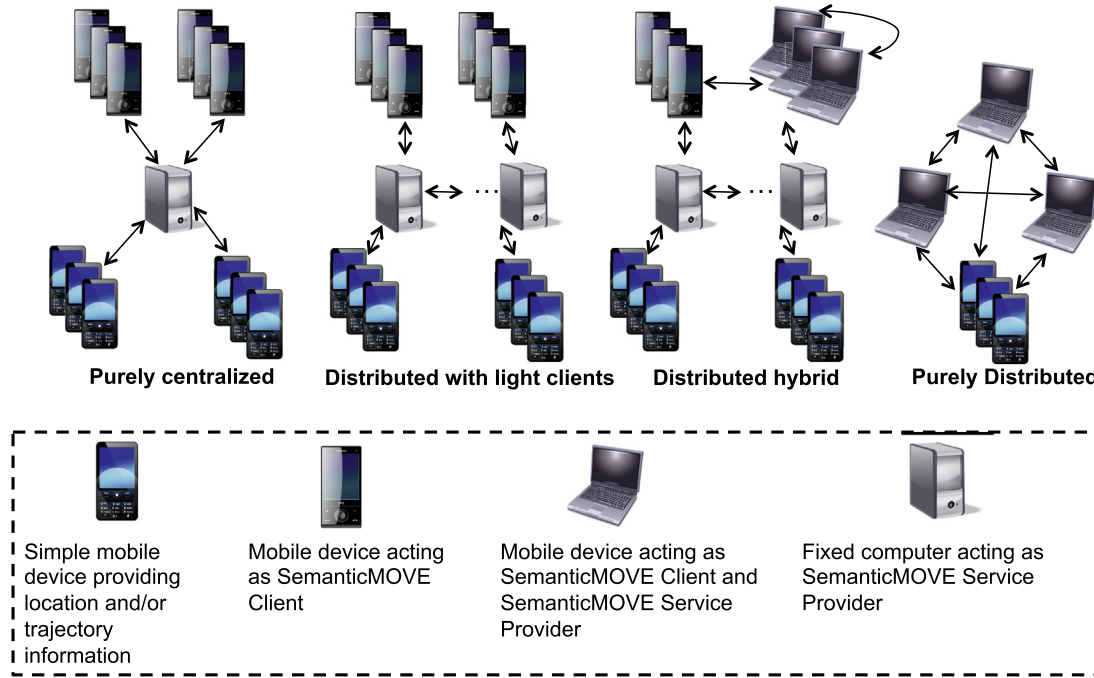 Purely centralized
Distributed with light clients
Distributed hybrid
Purely Distributed
Simple mobile
device providing
location and/or
trajectory
information
Mobile device acting
as SemanticMOVE
Client
Mobile device acting as
SemanticMOVE Client and
SemanticMOVE Service
Provider
Fixed computer acting as
SemanticMOVE Service
Provider